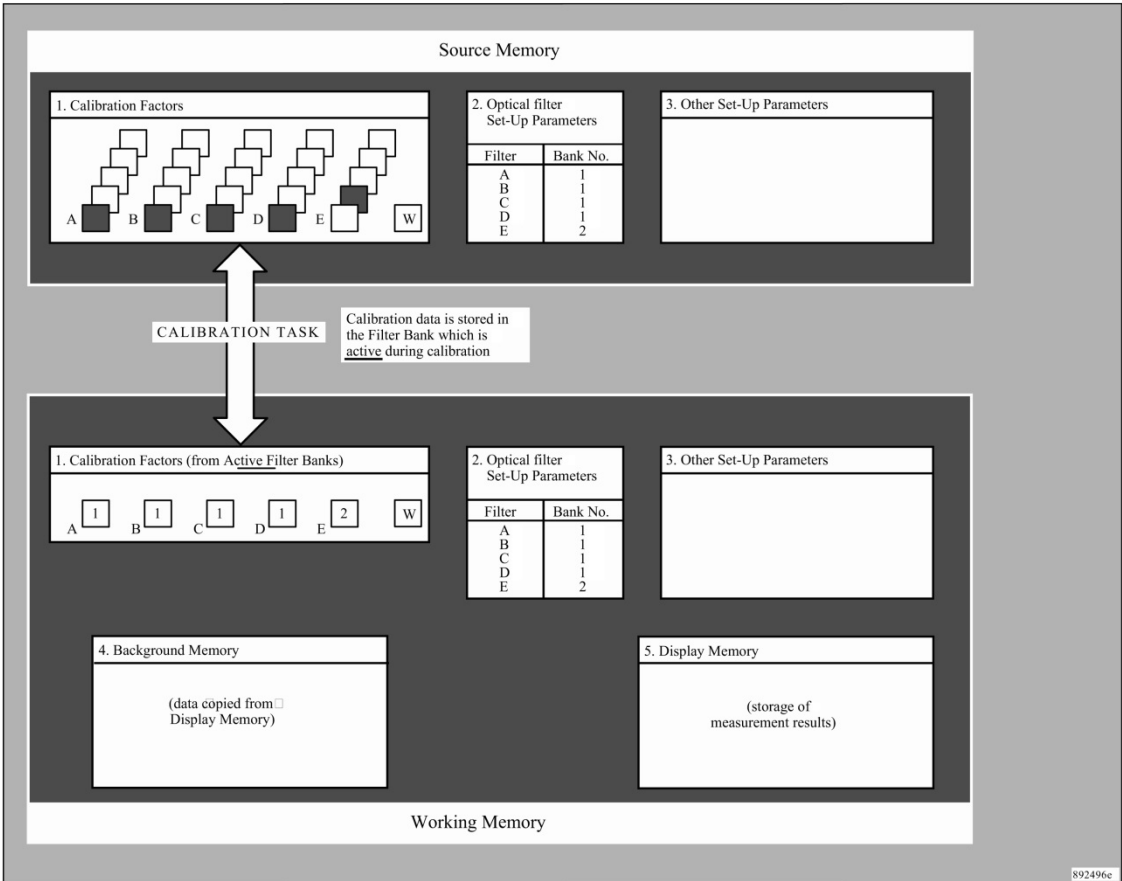 Source Memory
1. Calibration Factors
A B C D E W
2. Optical filter
Set-Up Parameters
Filter Bank No.
A 1
B 1
C 1
D 1
E 2
3. Other Set-Up Parameters
CALIBRATION TASK
Calibration data is stored in
the Filter Bank which is
active during calibration
1. Calibration Factors (from Active Filter Banks)
A 1 B 1 C 1 D 1 E 2 W
2. Optical filter
Set-Up Parameters
Filter Bank No.
A 1
B 1
C 1
D 1
E 2
3. Other Set-Up Parameters
4. Background Memory
(data copied from
Display Memory)
5. Display Memory
(storage of
measurement results)
Working Memory
892496e